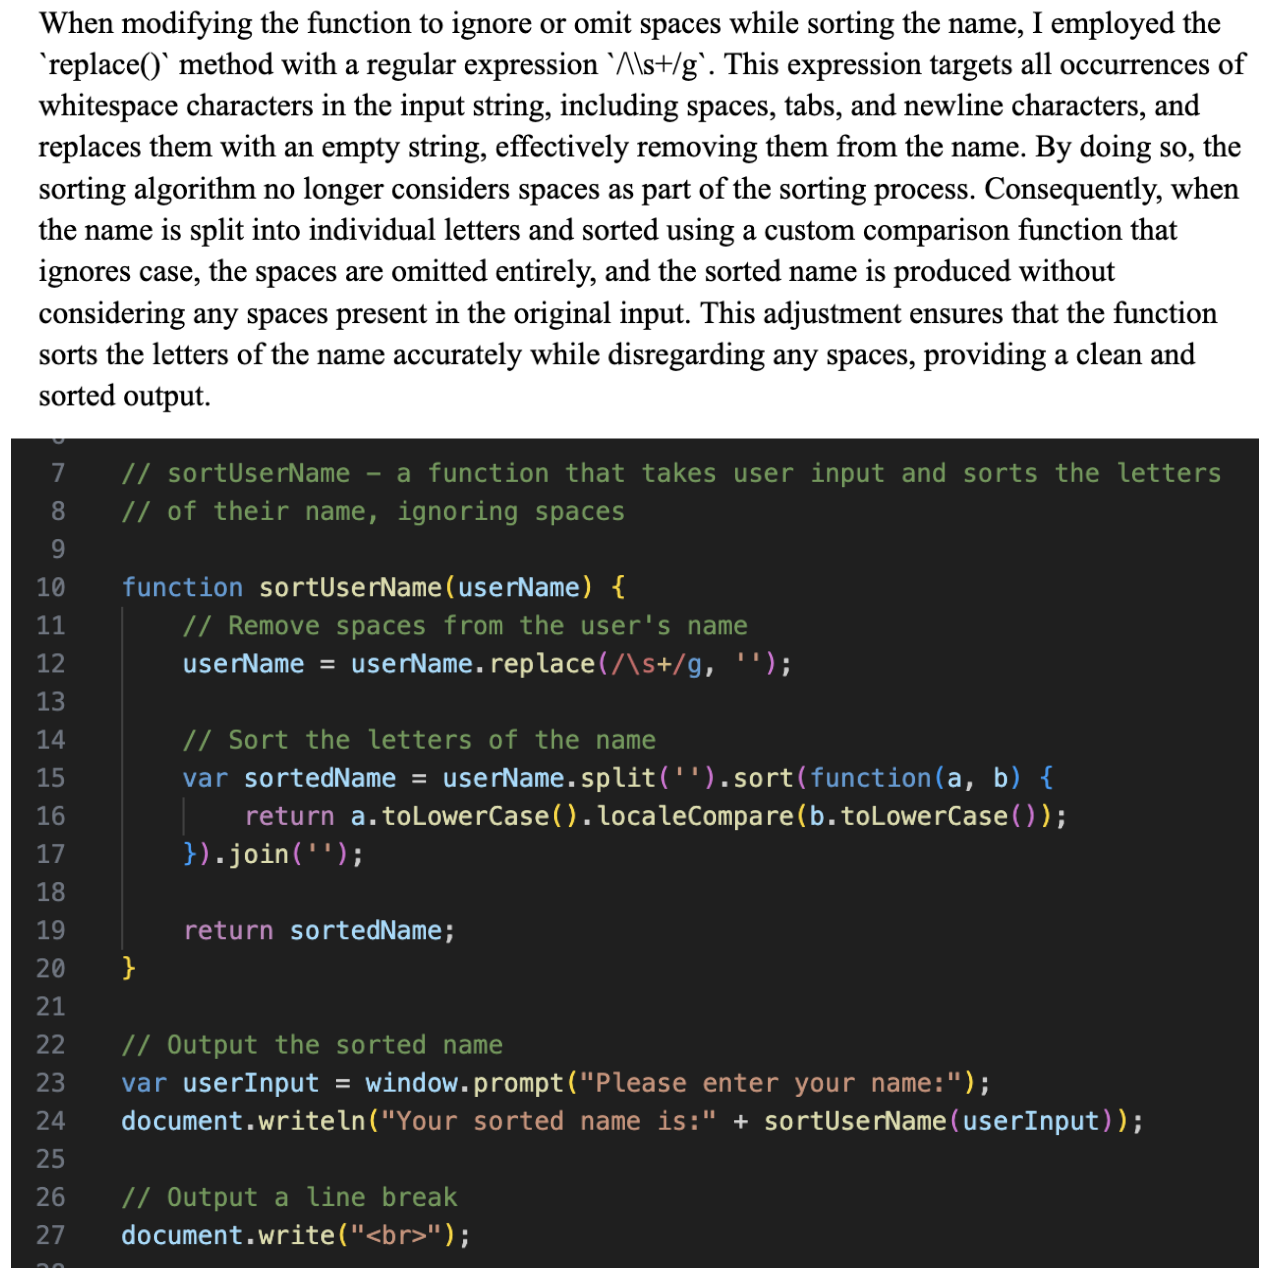 When modifying the function to ignore or omit spaces while sorting the name, I employed the
`replace()` method with a regular expression `/\\s+/g`. This expression targets all occurrences of
whitespace characters in the input string, including spaces, tabs, and newline characters, and
replaces them with an empty string, effectively removing them from the name. By doing so, the
sorting algorithm no longer considers spaces as part of the sorting process. Consequently, when
the name is split into individual letters and sorted using a custom comparison function that
ignores case, the spaces are omitted entirely, and the sorted name is produced without
considering any spaces present in the original input. This adjustment ensures that the function
sorts the letters of the name accurately while disregarding any spaces, providing a clean and
sorted output.
7 // sortUserName – a function that takes user input and sorts the letters
8 // of their name, ignoring spaces
9
10 function sortUserName(userName) {
11 // Remove spaces from the user's name
12 userName = userName.replace(/\s+/g, '');
13
14 // Sort the letters of the name
15 var sortedName = userName.split('').sort(function(a, b) {
16 return a.toLowerCase().localeCompare(b.toLowerCase());
17 }).join('');
18
19 return sortedName;
20 }
21
22 // Output the sorted name
23 var userInput = window.prompt("Please enter your name:");
24 document.writeln("Your sorted name is:" + sortUserName(userInput));
25
26 // Output a line break
27 document.write("<br>");